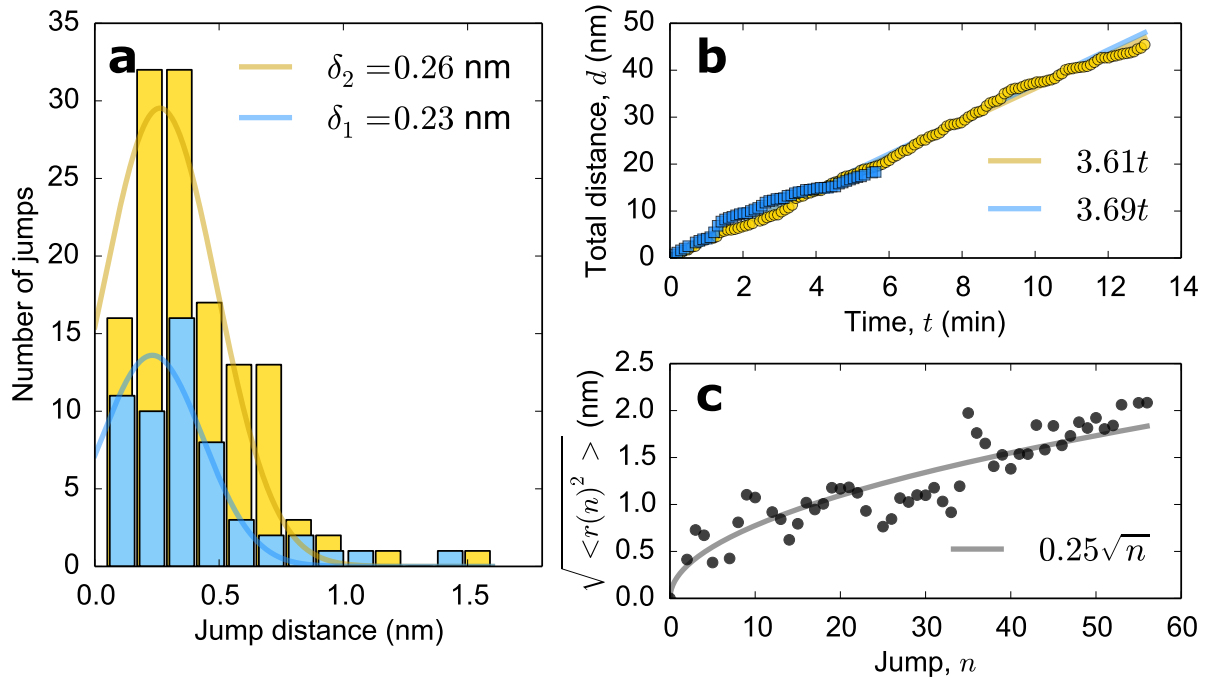 a
35
30
25
20
15
10
5
0
Number of jumps
δ₂ =0.26 nm
δ₁ =0.23 nm
0.0 0.5 1.0 1.5
Jump distance (nm)
b
50
40
30
20
10
0
Total distance, d (nm)
3.61t
3.69t
0 2 4 6 8 10 12 14
Time, t (min)
c
2.5
2.0
1.5
1.0
0.5
0.0
√<r(n)²> (nm)
0.25√n
0 10 20 30 40 50 60
Jump, n